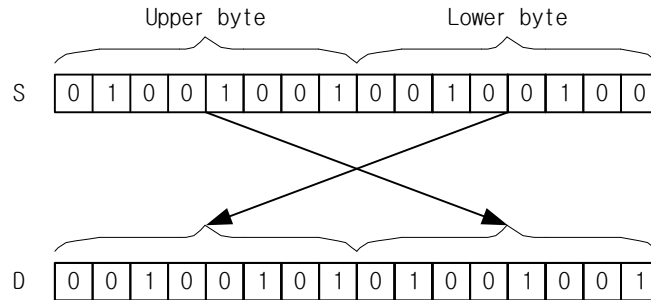 Upper byte Lower byte
S 0 1 0 0 1 0 0 1 0 0 1 0 0 1 0 0
D 0 0 1 0 0 1 0 1 0 1 0 0 1 0 0 1